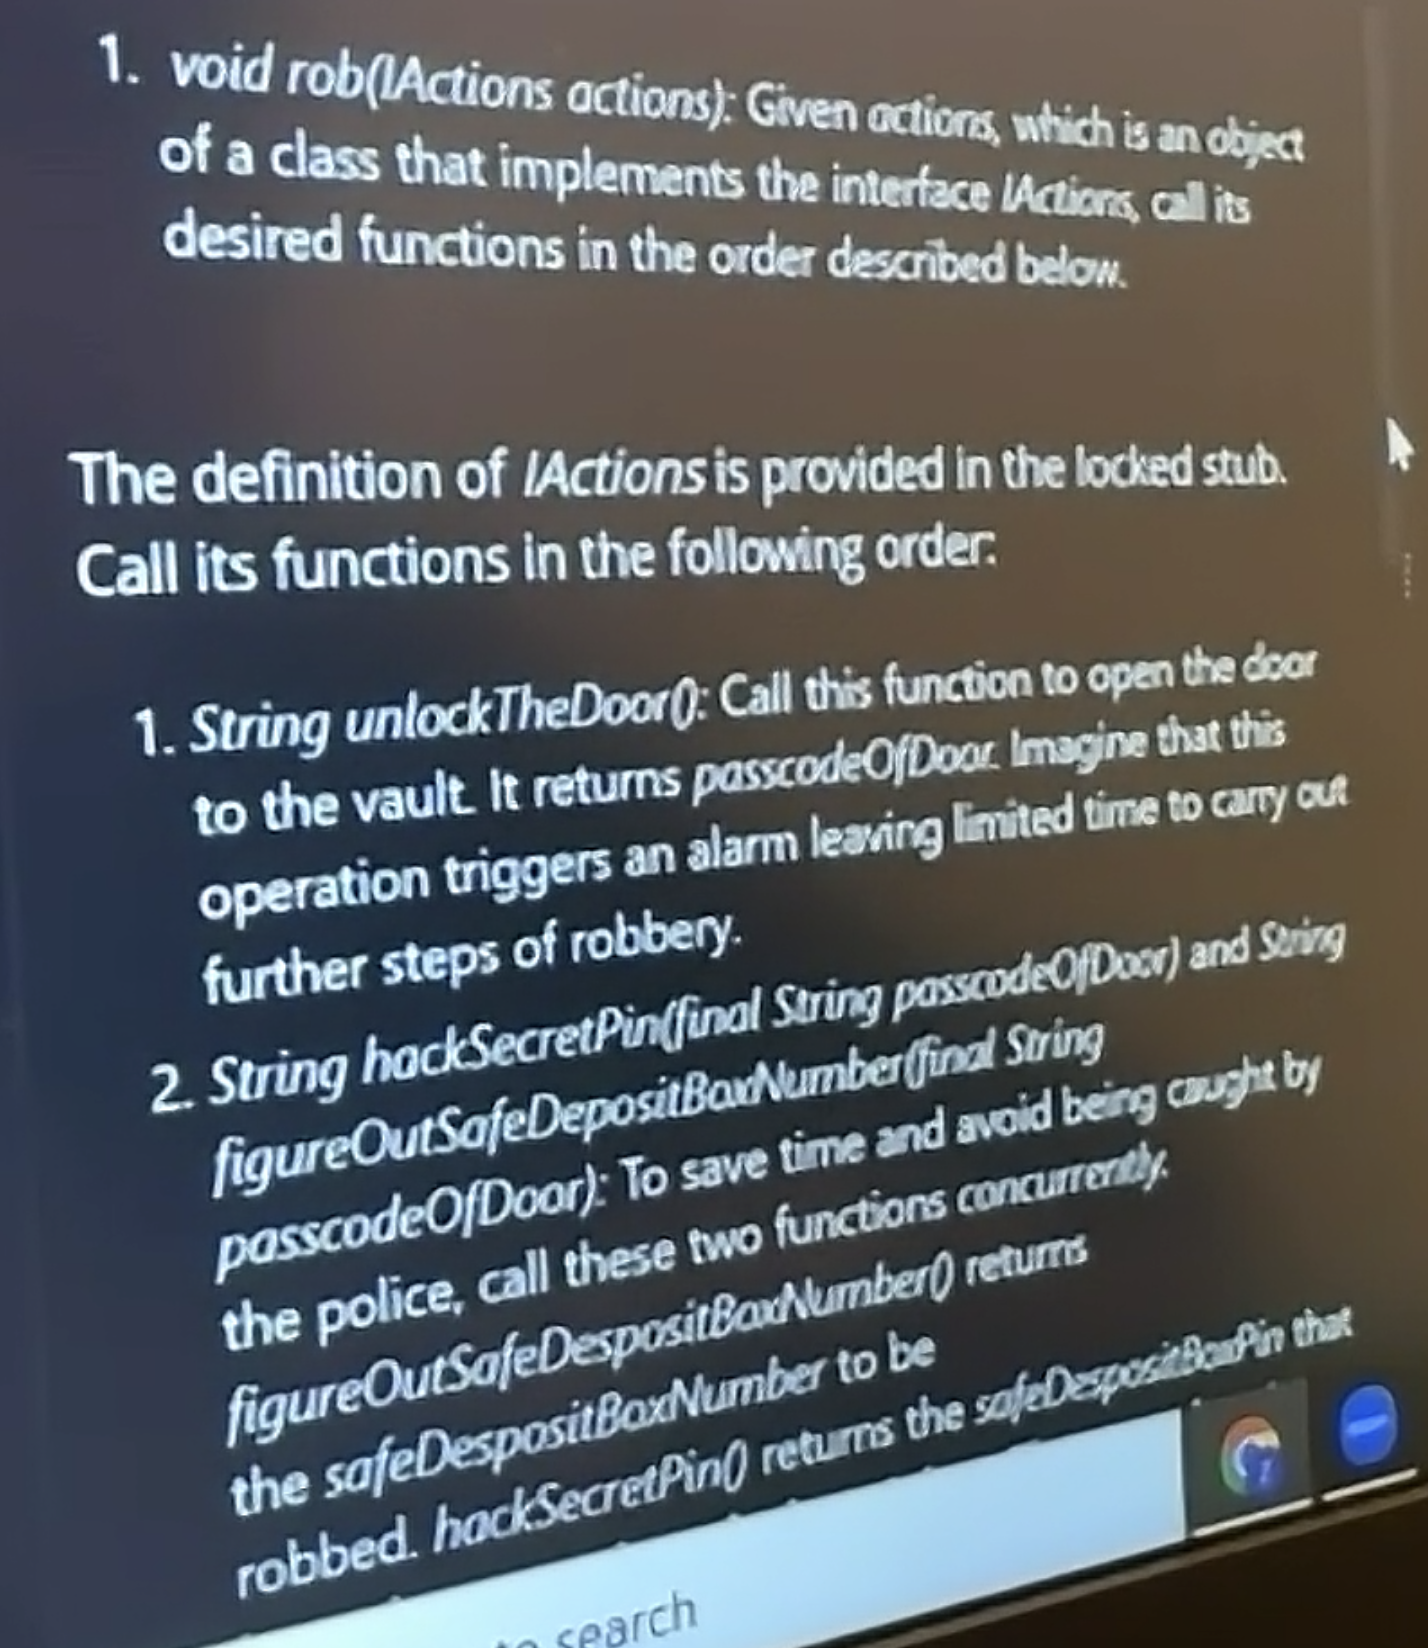 1. void rob(IActions actions): Given actions, which is an object
of a class that implements the interface IActions, call its
desired functions in the order described below.
The definition of IActions is provided in the locked stub.
Call its functions in the following order:
1. String unlockTheDoor(): Call this function to open the door
to the vault. It returns passcodeOfDoor. Imagine that this
operation triggers an alarm leaving limited time to carry out
further steps of robbery.
2. String hackSecretPin(final String passcodeOfDoor) and String
figureOutSafeDepositBoxNumber(final String
passcodeOfDoor): To save time and avoid being caught by
the police, call these two functions concurrently.
figureOutSafeDespositBoxNumber() returns
the safeDespositBoxNumber to be
robbed. hackSecretPin() returns the safeDespositBoxPin that
to search